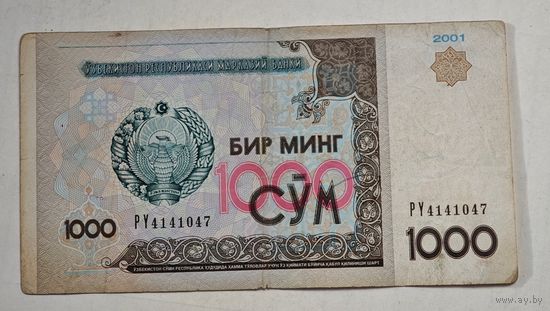 2001
ЎЗБЕКИСТОН РЕСПУБЛИКАСИ МАРКАЗИЙ БАНКИ
БИР МИНГ
1000
СЎМ
1000 РУ4141047
РУ4141047
1000
ЎЗБЕКИСТОН СЎМИ РЕСПУБЛИКА ҲУДУДИДА ҲАММА ТЎЛОВЛАР УЧУН ЎЗ ҚИЙМАТИ БЎЙИЧА ҚАБУЛ ҚИЛИНИШИ ШАРТ
www.ay.by